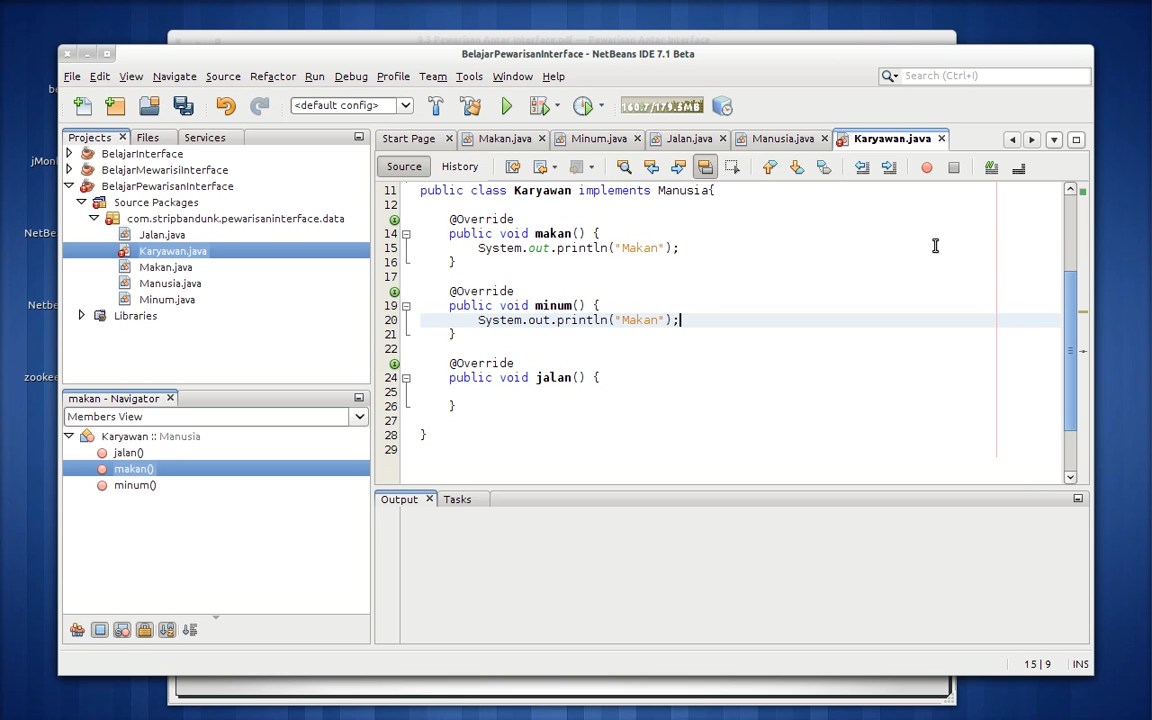 BelajarPewarisanInterface - NetBeans IDE 7.1 Beta
File Edit View Navigate Source Refactor Run Debug Profile Team Tools Window Help
Search (Ctrl+I)
<default config>
160.7/179.3MB
Projects Files Services
Start Page Makan.java Minum.java Jalan.java Manusia.java Karyawan.java
BelajarInterface
BelajarMewarisiInterface
BelajarPewarisanInterface
Source Packages
com.stripbandunk.pewarisaninterface.data
Jalan.java
Karyawan.java
Makan.java
Manusia.java
Minum.java
Libraries
Source History
11 public class Karyawan implements Manusia{
12
@Override
14 public void makan() {
15 System.out.println("Makan");
16 }
17
@Override
19 public void minum() {
20 System.out.println("Makan");
21 }
22
@Override
24 public void jalan() {
25
26 }
27
28 }
29
makan - Navigator
Members View
Karyawan :: Manusia
jalan()
makan()
minum()
Output Tasks
15|9 INS
be
jMon
NetBe
Netbe
zooke